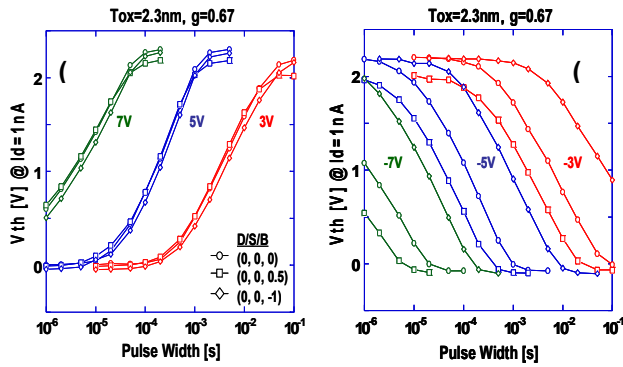 Tox=2.3nm, g=0.67
Vth [V] @ Id=1nA
2
1
0
(
7V
5V
3V
D/S/B
(0, 0, 0)
(0, 0, 0.5)
(0, 0, -1)
10^-6 10^-5 10^-4 10^-3 10^-2 10^-1
Pulse Width [s]
Tox=2.3nm, g=0.67
Vth [V] @ Id=1nA
2
1
0
(
-7V
-5V
-3V
10^-6 10^-5 10^-4 10^-3 10^-2 10^-1
Pulse Width [s]